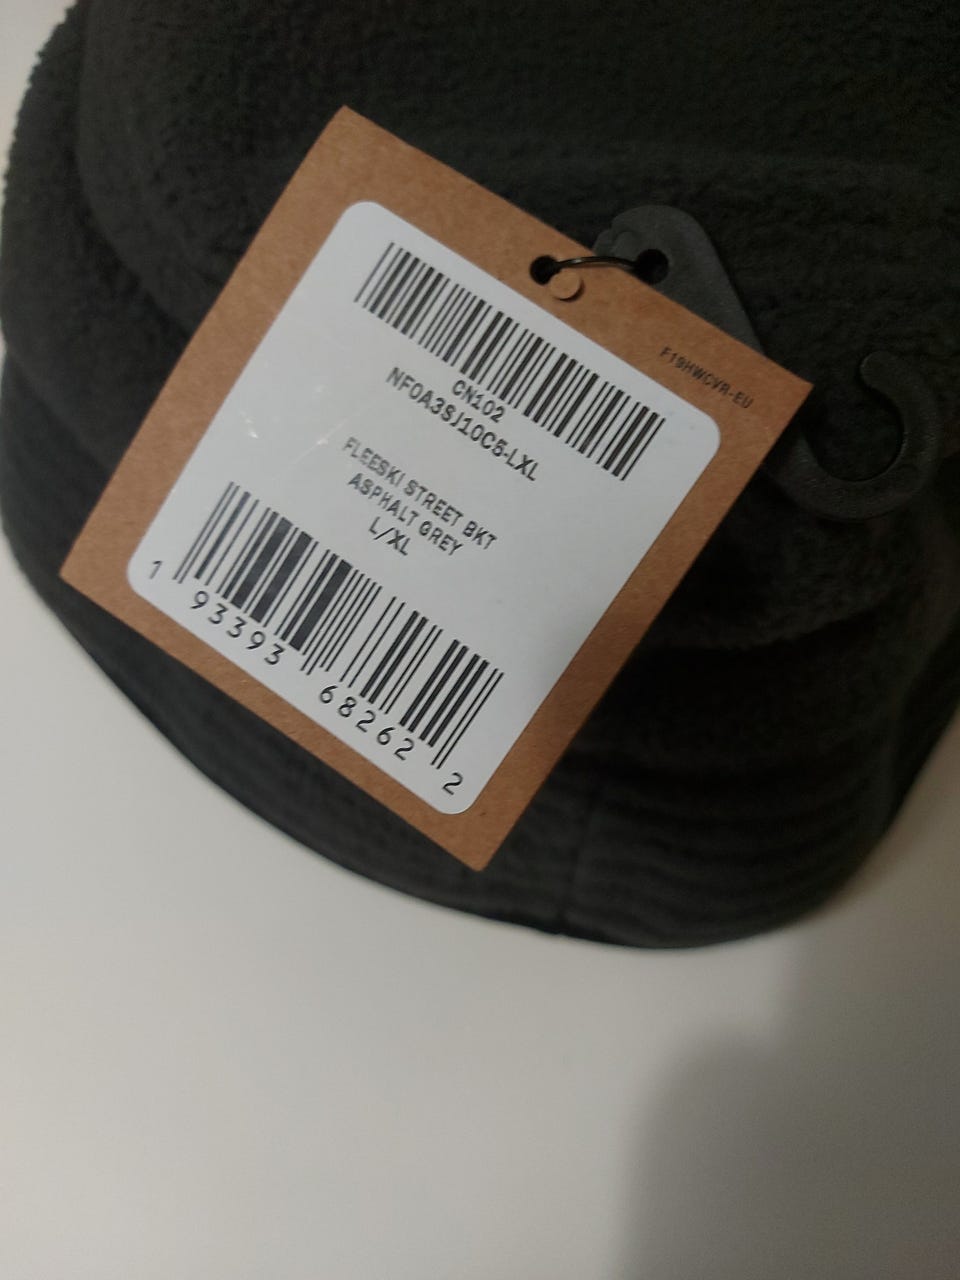 F19HWCVR-EU
CN102
NF0A3SJ10C5-LXL
FLEESKI STREET BKT
ASPHALT GREY
L/XL
1 93393 68262 2